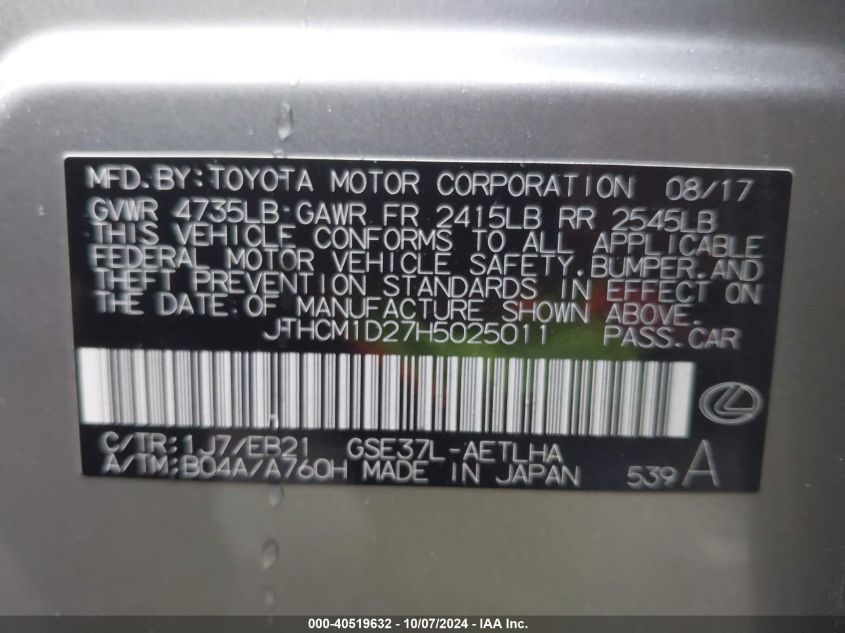 MFD.BY:TOYOTA MOTOR CORPORATION 08/17
GVWR 4735LB GAWR FR 2415LB RR 2545LB
THIS VEHICLE CONFORMS TO ALL APPLICABLE
FEDERAL MOTOR VEHICLE SAFETY,BUMPER,AND
THEFT PREVENTION STANDARDS IN EFFECT ON
THE DATE OF MANUFACTURE SHOWN ABOVE.
JTHCM1D27H5025011 PASS.CAR
C/TR:1J7/EB21 GSE37L-AETLHA
A/TM:B04A/A760H MADE IN JAPAN 539 A
000-40519632 - 10/07/2024 - IAA Inc.